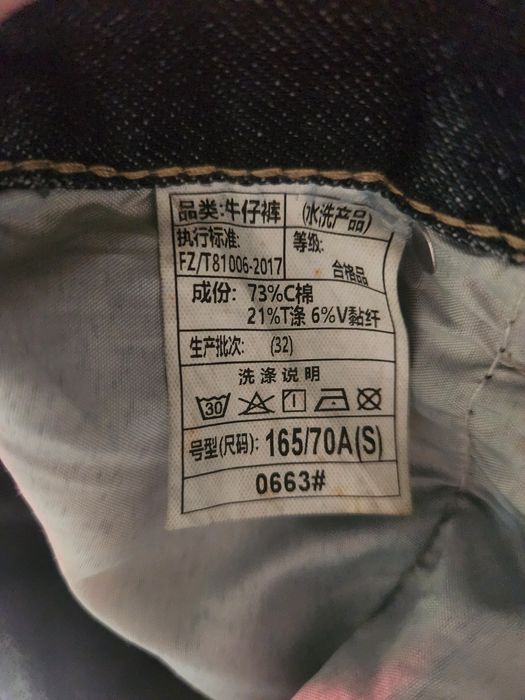 品类:牛仔裤 (水洗产品)
执行标准: 等级:
FZ/T81006-2017 合格品
成份: 73%C棉
21%T涤 6%V黏纤
生产批次: (32)
洗涤说明
30
号型(尺码): 165/70A(S)
0663#